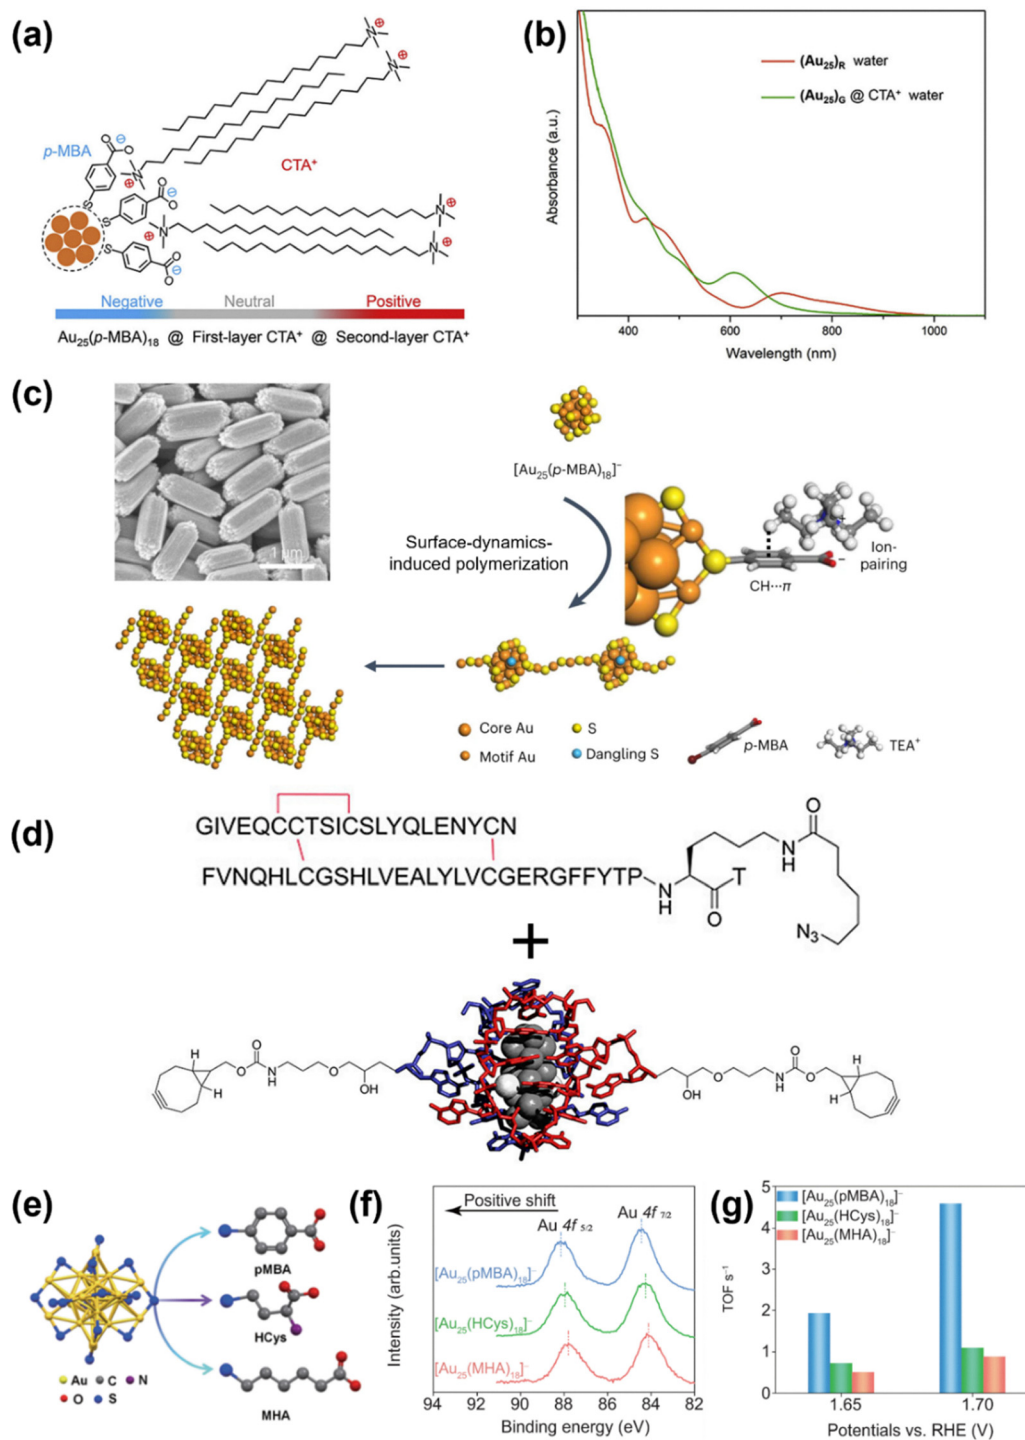 (a)
p-MBA
CTA⁺
Negative Neutral Positive
Au₂₅(p-MBA)₁₈ @ First-layer CTA⁺ @ Second-layer CTA⁺
(b)
(Au₂₅)R water
(Au₂₅)G @ CTA⁺ water
Absorbance (a.u.)
400 600 800 1000
Wavelength (nm)
(c)
1 μm
[Au₂₅(p-MBA)₁₈]⁻
Surface-dynamics-
induced polymerization
CH···π
Ion-
pairing
Core Au
S
Motif Au
Dangling S
p-MBA
TEA⁺
(d)
GIVEQCCTSICSLYQLENYCN
FVNQHLCGSHLVEALYLVCGERGFFYTP
N
H
O
T
N
H
O
N₃
+
H
H
O
O
N
H
O
OH
OH
O
N
H
O
O
H
H
(e)
pMBA
HCys
MHA
Au C N
O S
(f)
Positive shift
Au 4f 5/2
Au 4f 7/2
[Au₂₅(pMBA)₁₈]⁻
[Au₂₅(HCys)₁₈]⁻
[Au₂₅(MHA)₁₈]⁻
Intensity (arb.units)
94 92 90 88 86 84 82
Binding energy (eV)
(g)
[Au₂₅(pMBA)₁₈]⁻
[Au₂₅(HCys)₁₈]⁻
[Au₂₅(MHA)₁₈]⁻
TOF s⁻¹
5
4
3
2
1
0
1.65 1.70
Potentials vs. RHE (V)